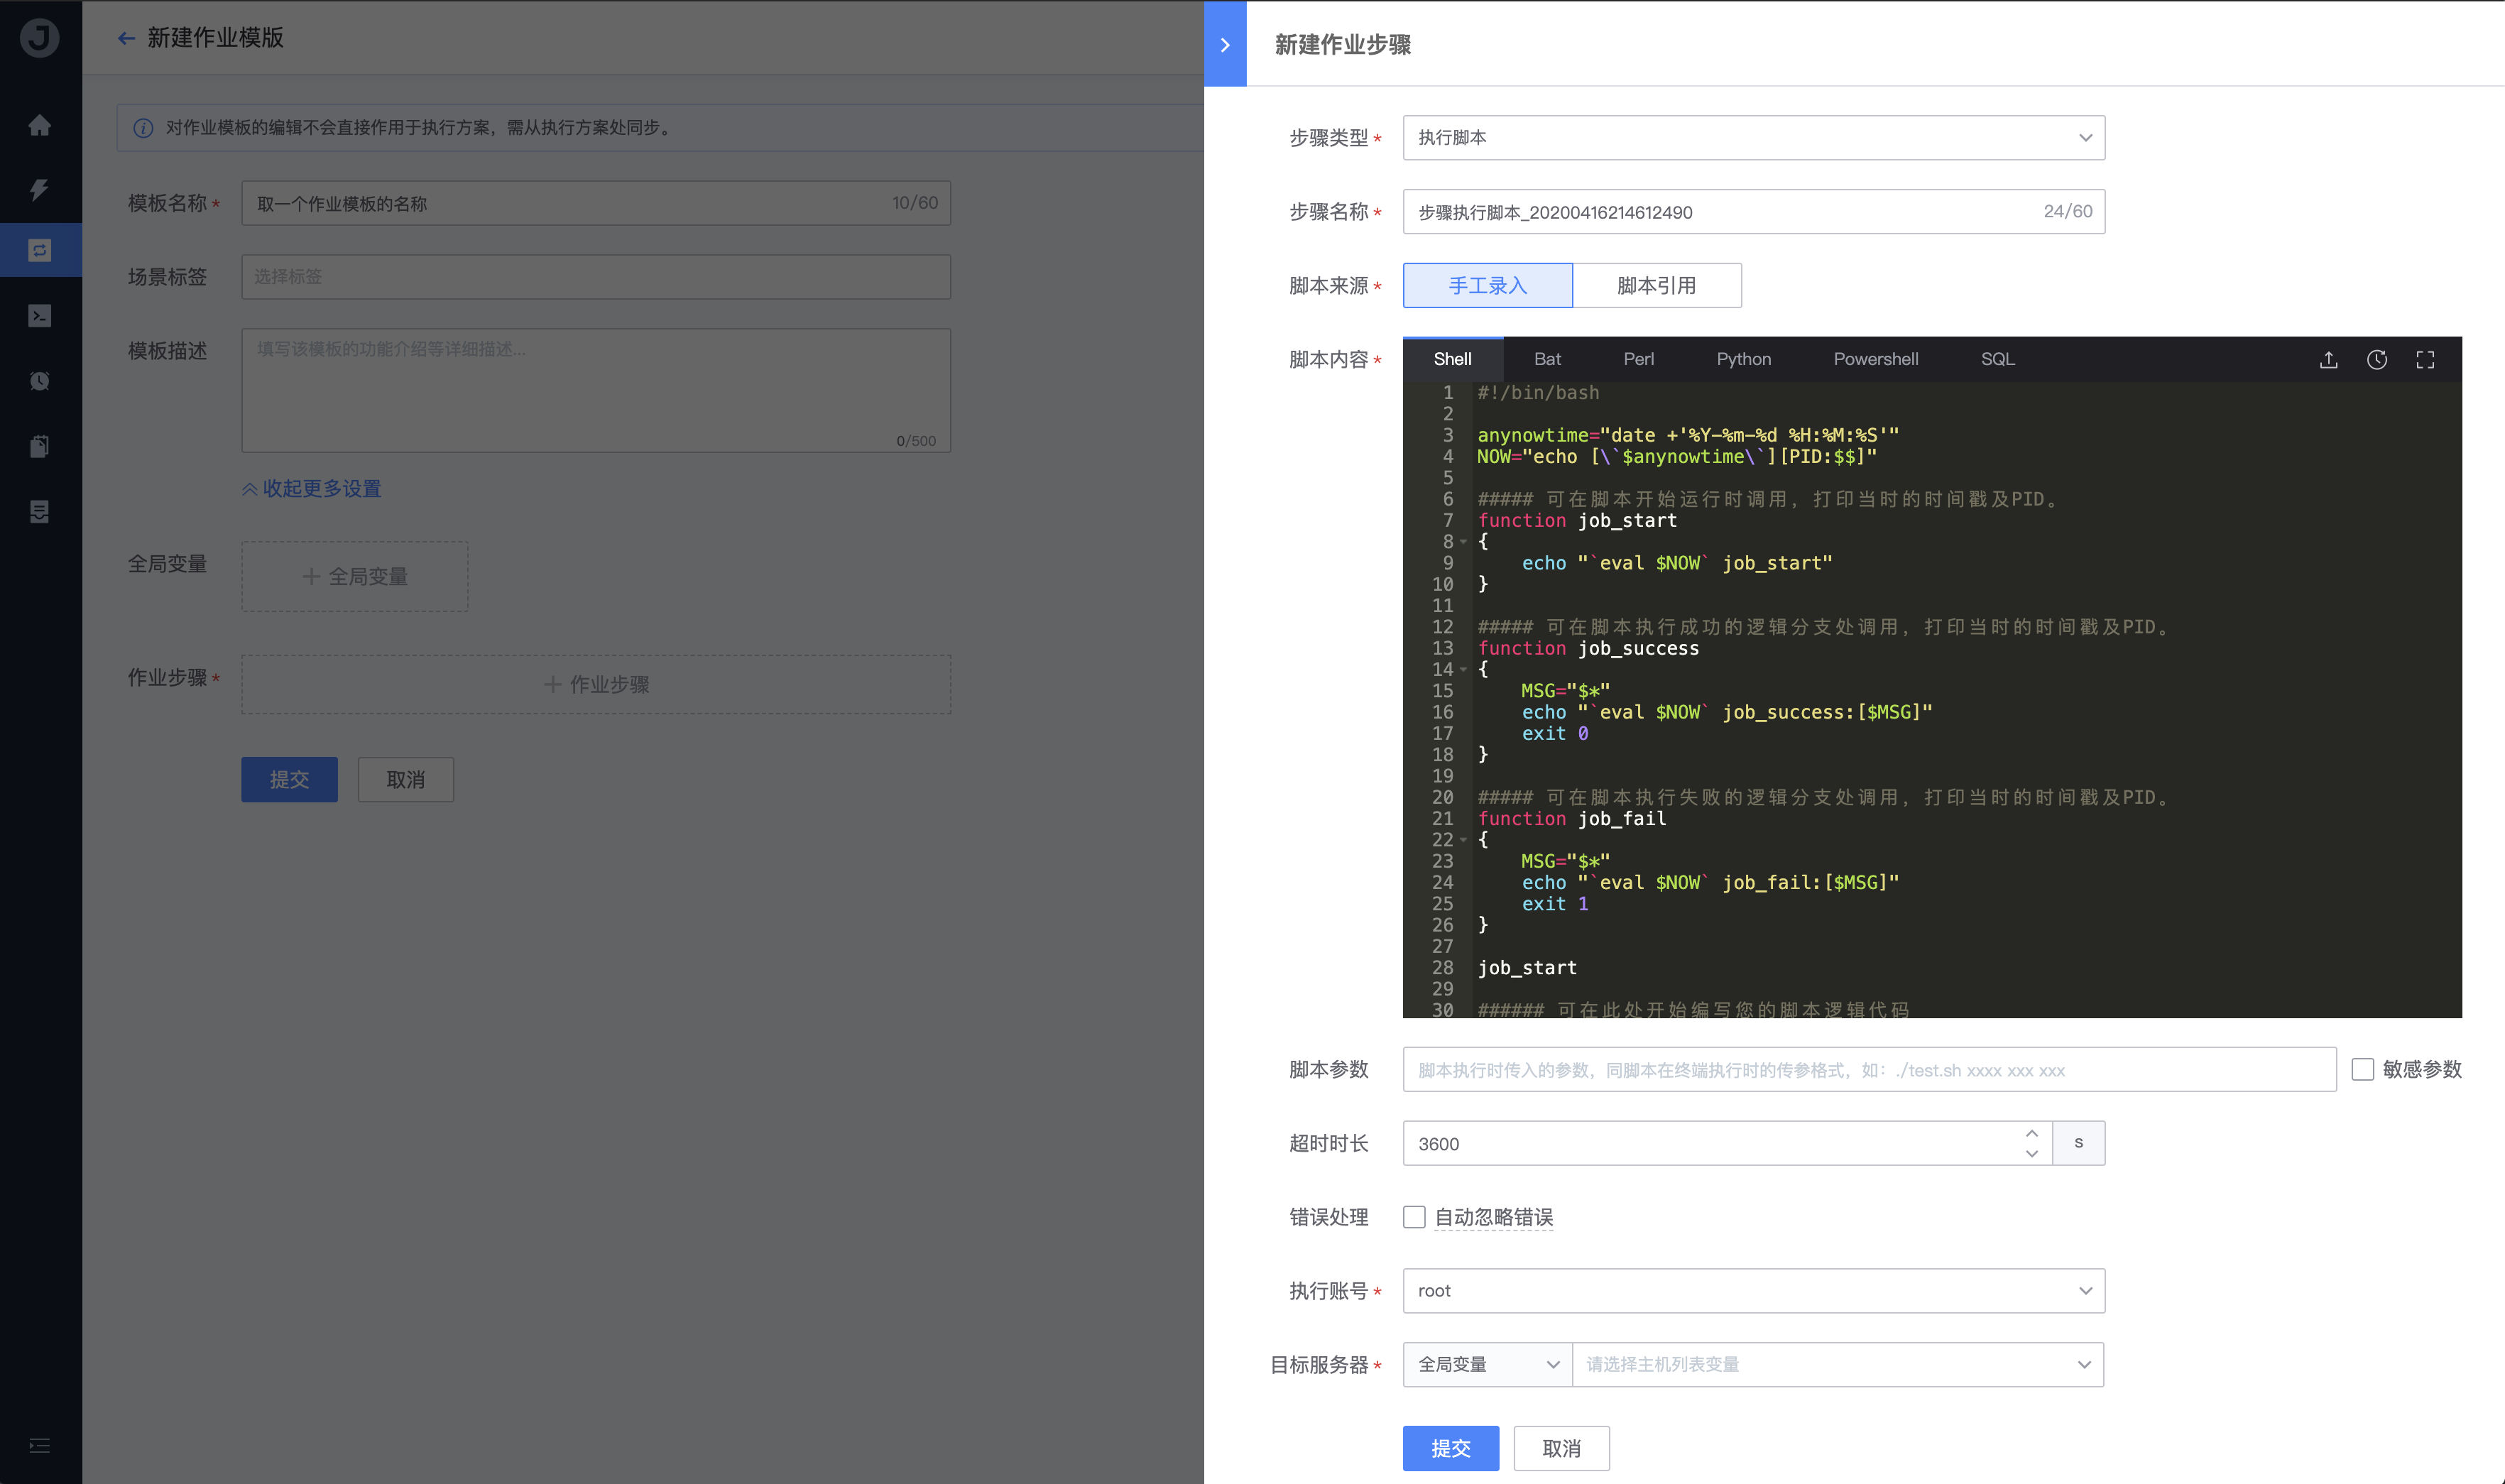 J
新建作业模版
对作业模板的编辑不会直接作用于执行方案，需从执行方案处同步。
模板名称 *
取一个作业模板的名称
10/60
场景标签
选择标签
模板描述
填写该模板的功能介绍等详细描述...
0/500
收起更多设置
全局变量
+ 全局变量
作业步骤 *
+ 作业步骤
提交
取消
新建作业步骤
步骤类型 *
执行脚本
步骤名称 *
步骤执行脚本_20200416214612490
24/60
脚本来源 *
手工录入
脚本引用
脚本内容 *
Shell Bat Perl Python Powershell SQL
1 #!/bin/bash
2
3 anynowtime="date +'%Y-%m-%d %H:%M:%S'"
4 NOW="echo [\`$anynowtime\`][PID:$$]"
5
6 ##### 可在脚本开始运行时调用，打印当时的时间戳及PID。
7 function job_start
8 {
9     echo "`eval $NOW` job_start"
10 }
11
12 ##### 可在脚本执行成功的逻辑分支处调用，打印当时的时间戳及PID。
13 function job_success
14 {
15     MSG="$*"
16     echo "`eval $NOW` job_success:[$MSG]"
17     exit 0
18 }
19
20 ##### 可在脚本执行失败的逻辑分支处调用，打印当时的时间戳及PID。
21 function job_fail
22 {
23     MSG="$*"
24     echo "`eval $NOW` job_fail:[$MSG]"
25     exit 1
26 }
27
28 job_start
29
30 ###### 可在此处开始编写您的脚本逻辑代码
脚本参数
脚本执行时传入的参数，同脚本在终端执行时的传参格式，如：./test.sh xxxx xxx xxx
敏感参数
超时时长
3600
s
错误处理
自动忽略错误
执行账号 *
root
目标服务器 *
全局变量
请选择主机列表变量
提交
取消